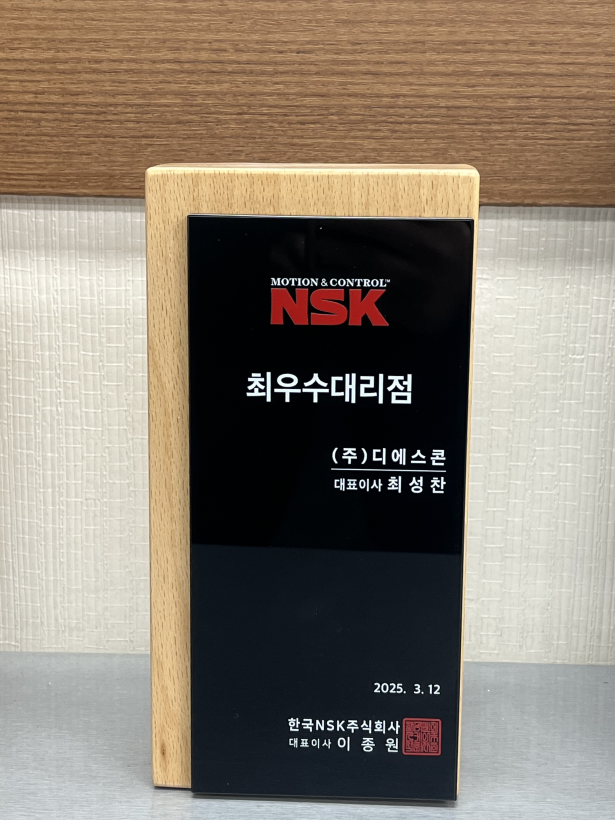 MOTION & CONTROL™
NSK
최우수대리점
(주)디에스콘
대표이사 최성찬
2025. 3. 12
한국NSK주식회사
대표이사 이종원